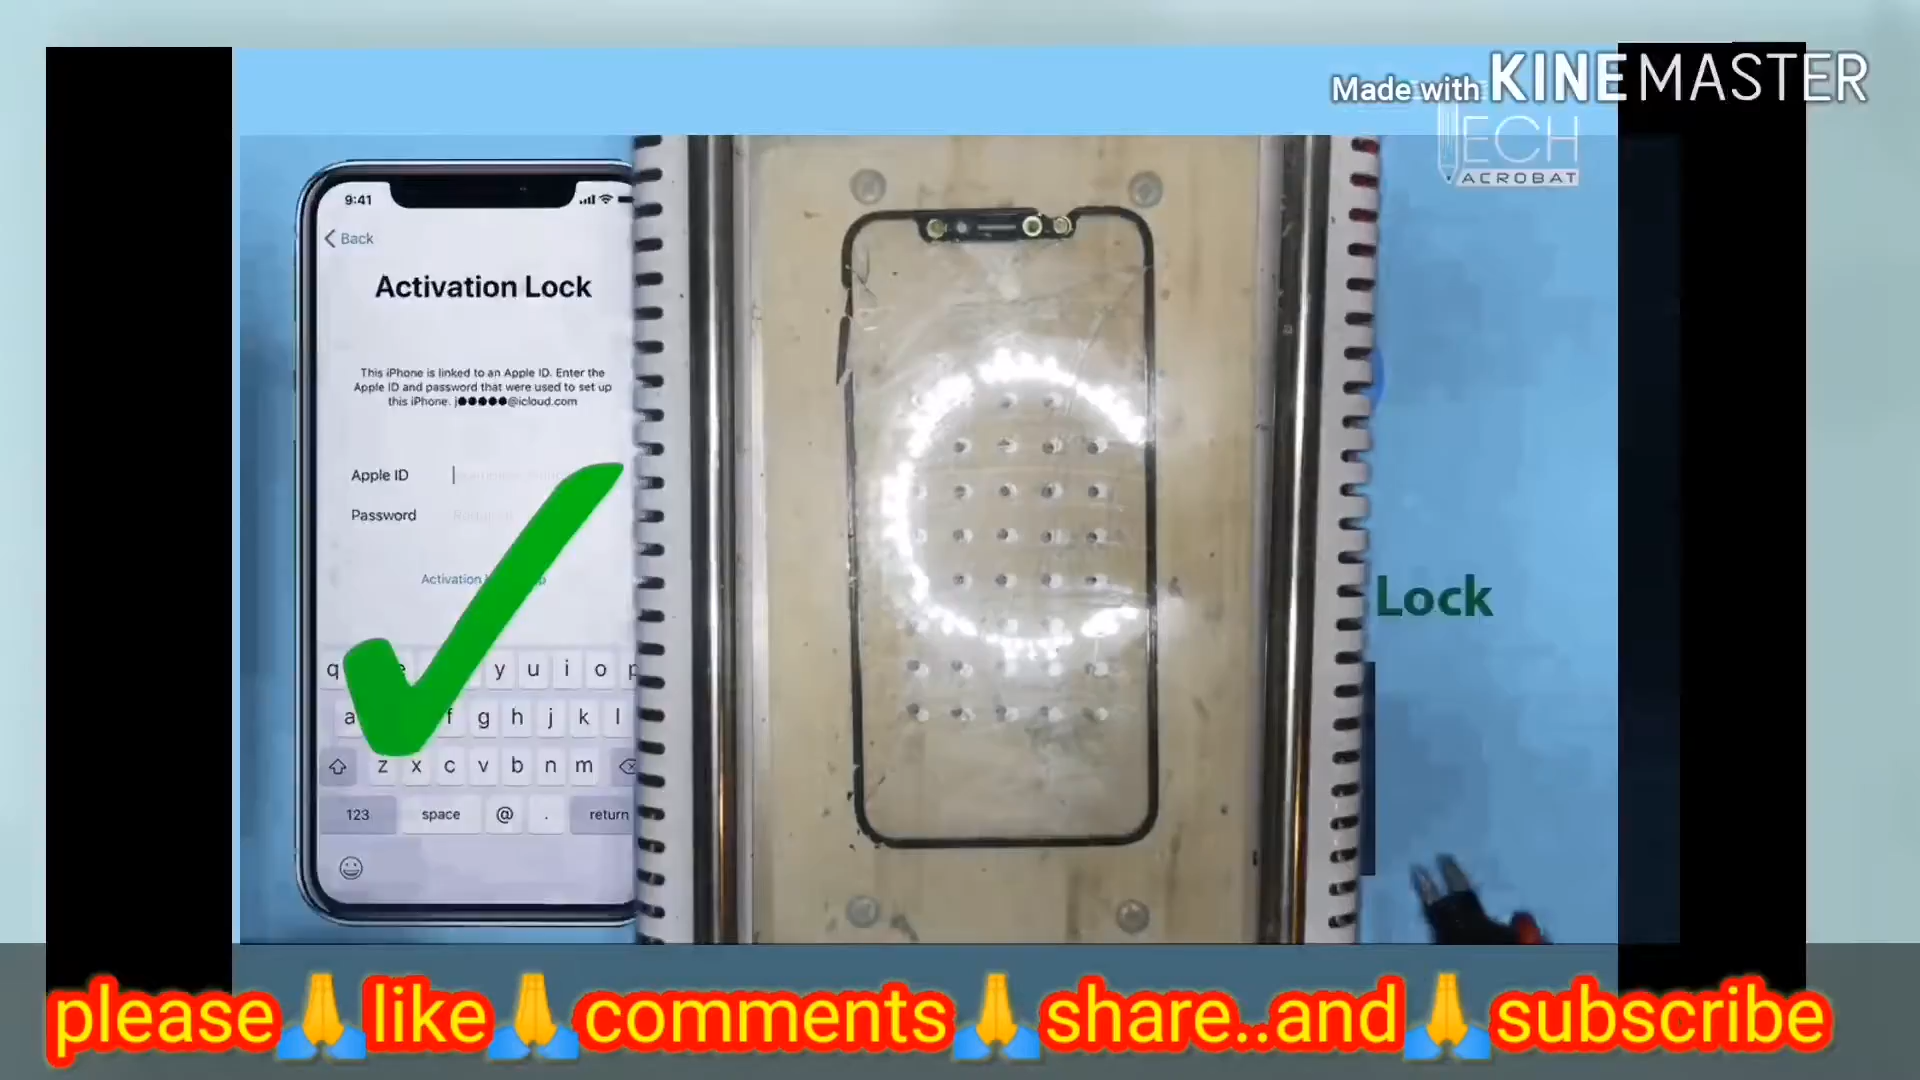 Made with KINEMASTER
TECH
ACROBAT
9:41
Back
Activation Lock
This iPhone is linked to an Apple ID. Enter the
Apple ID and password that were used to set up
this iPhone. j●●●●●@icloud.com
Apple ID
Password
Activation
Lock
q e y u i o p
a f g h j k l
z x c v b n m
123 space @ . return
please🙏like🙏comments🙏share..and🙏subscribe